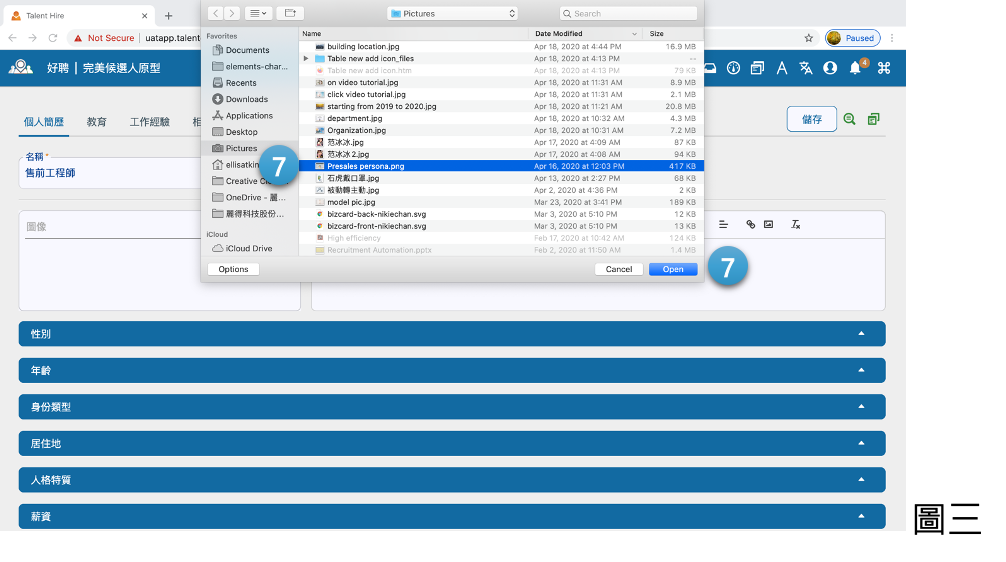 Talent Hire
Not Secure
uatapp.talent
Paused
Pictures
Search
Favorites
Documents
elements-char...
Recents
Downloads
Applications
Desktop
Pictures
ellisatkin
Creative Cl
OneDrive - 麗...
麗得科技股份...
iCloud
iCloud Drive
Name Date Modified Size
building location.jpg Apr 18, 2020 at 4:44 PM 16.9 MB
Table new add icon_files Apr 18, 2020 at 4:13 PM --
Table new add icon.htm Apr 18, 2020 at 4:13 PM 79 KB
on video tutorial.jpg Apr 18, 2020 at 11:31 AM 8.9 MB
click video tutorial.jpg Apr 18, 2020 at 11:31 AM 2.1 MB
starting from 2019 to 2020.jpg Apr 18, 2020 at 11:21 AM 20.8 MB
department.jpg Apr 18, 2020 at 10:32 AM 4.3 MB
Organization.jpg Apr 18, 2020 at 10:31 AM 7.2 MB
范冰冰.jpg Apr 17, 2020 at 4:09 AM 87 KB
范冰冰2.jpg Apr 17, 2020 at 4:08 AM 94 KB
Presales persona.png Apr 16, 2020 at 12:03 PM 417 KB
石虎戴口罩.jpg Apr 13, 2020 at 2:27 PM 68 KB
被動轉主動.jpg Apr 2, 2020 at 4:36 PM 2 KB
model pic.jpg Mar 23, 2020 at 3:41 PM 189 KB
bizcard-back-nikiechan.svg Mar 3, 2020 at 5:10 PM 12 KB
bizcard-front-nikiechan.svg Mar 3, 2020 at 5:10 PM 13 KB
High efficiency Feb 17, 2020 at 10:42 AM 124 KB
Recruitment Automation.pptx Feb 2, 2020 at 11:50 AM 1.4 MB
Options
Cancel
Open
7
7
好聘 | 完美候選人原型
4
個人簡歷
教育
工作經驗
相
儲存
名稱*
售前工程師
圖像
性別
年齡
身份類型
居住地
人格特質
薪資
圖三